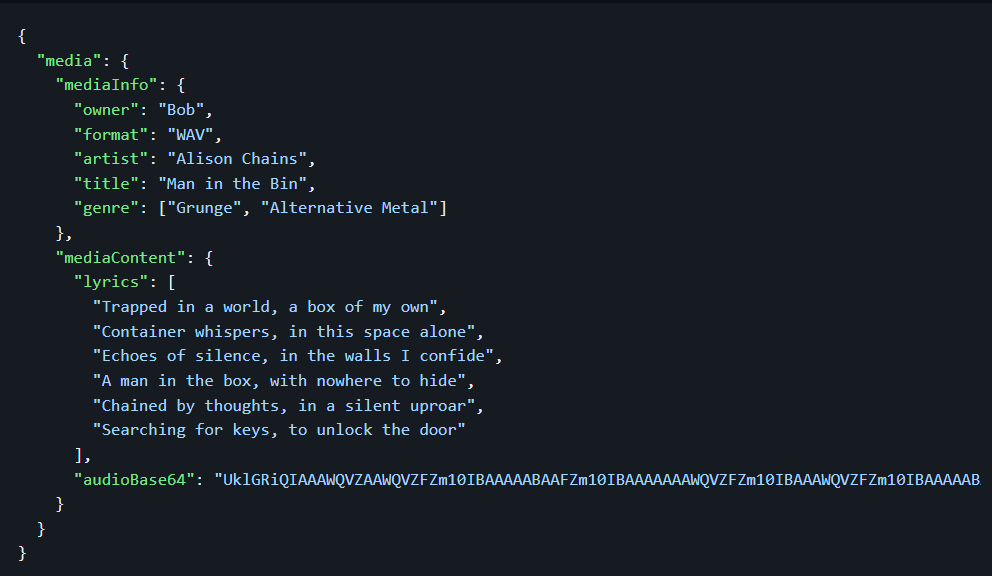 {
  "media": {
    "mediaInfo": {
      "owner": "Bob",
      "format": "WAV",
      "artist": "Alison Chains",
      "title": "Man in the Bin",
      "genre": ["Grunge", "Alternative Metal"]
    },
    "mediaContent": {
      "lyrics": [
        "Trapped in a world, a box of my own",
        "Container whispers, in this space alone",
        "Echoes of silence, in the walls I confide",
        "A man in the box, with nowhere to hide",
        "Chained by thoughts, in a silent uproar",
        "Searching for keys, to unlock the door"
      ],
      "audioBase64": "UklGRiQIAAAWQVZAAWQVZFZm10IBAAAAABAAFZm10IBAAAAAAAWQVZFZm10IBAAAWQVZFZm10IBAAAAAB
    }
  }
}